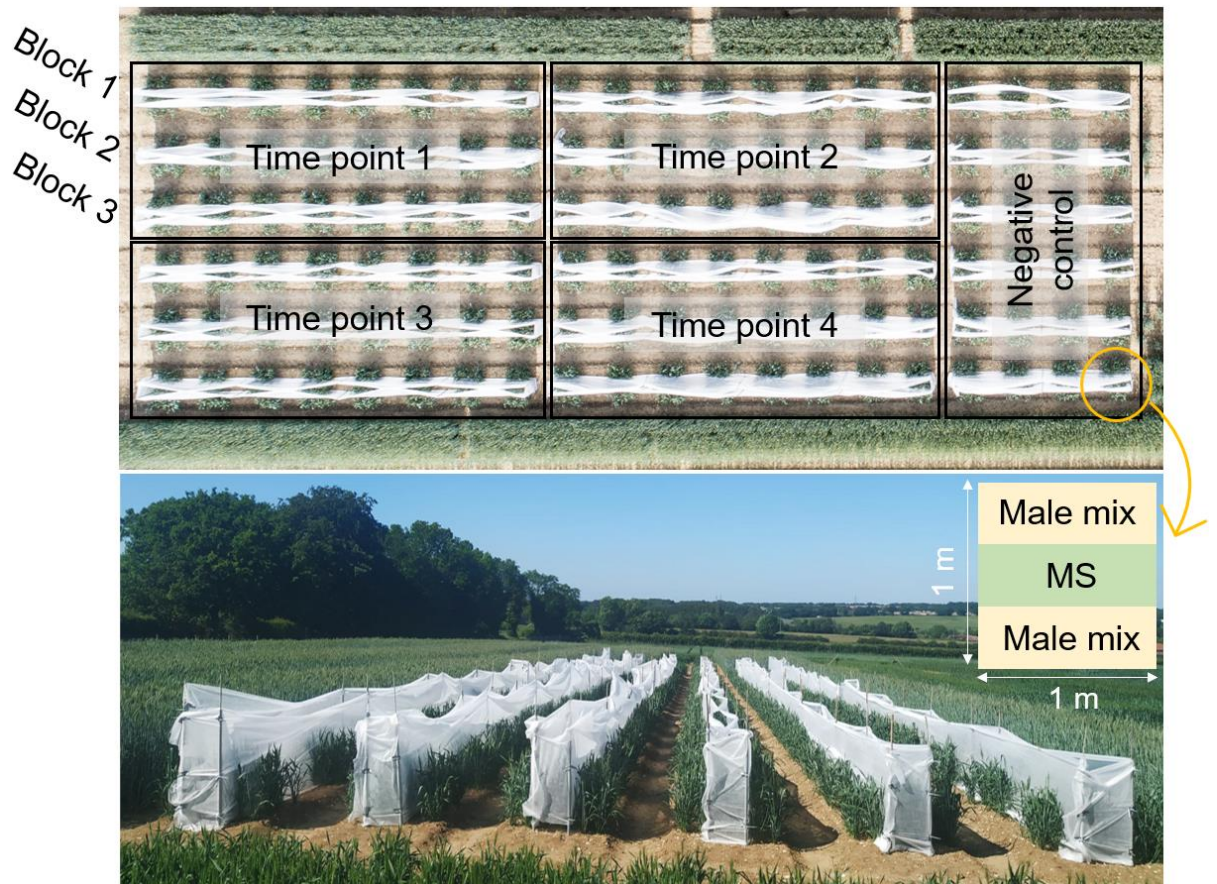 Block 1
Block 2
Block 3
Time point 1
Time point 2
Time point 3
Time point 4
Negative
control
Male mix
MS
Male mix
1 m
1 m